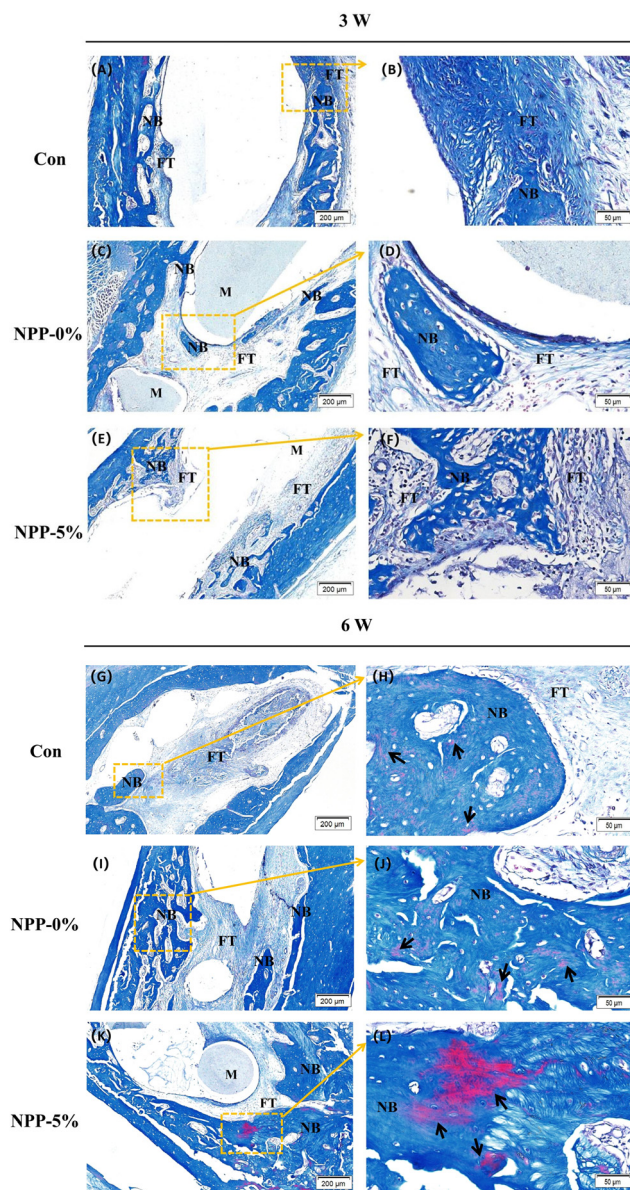 3 W
Con
(A) FT NB NB FT 200 µm
(B) FT NB 50 µm
NPP-0%
(C) NB M NB NB FT M 200 µm
(D) NB FT FT 50 µm
NPP-5%
(E) NB FT M FT NB 200 µm
(F) NB FT FT 50 µm
6 W
Con
(G) FT NB 200 µm
(H) FT NB 50 µm
NPP-0%
(I) NB NB FT NB 200 µm
(J) NB 50 µm
NPP-5%
(K) M NB FT NB 200 µm
(L) NB 50 µm